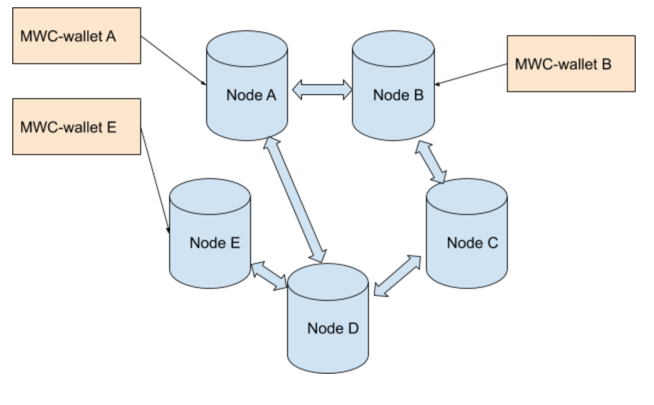 MWC-wallet A
Node A
Node B
MWC-wallet B
MWC-wallet E
Node E
Node C
Node D